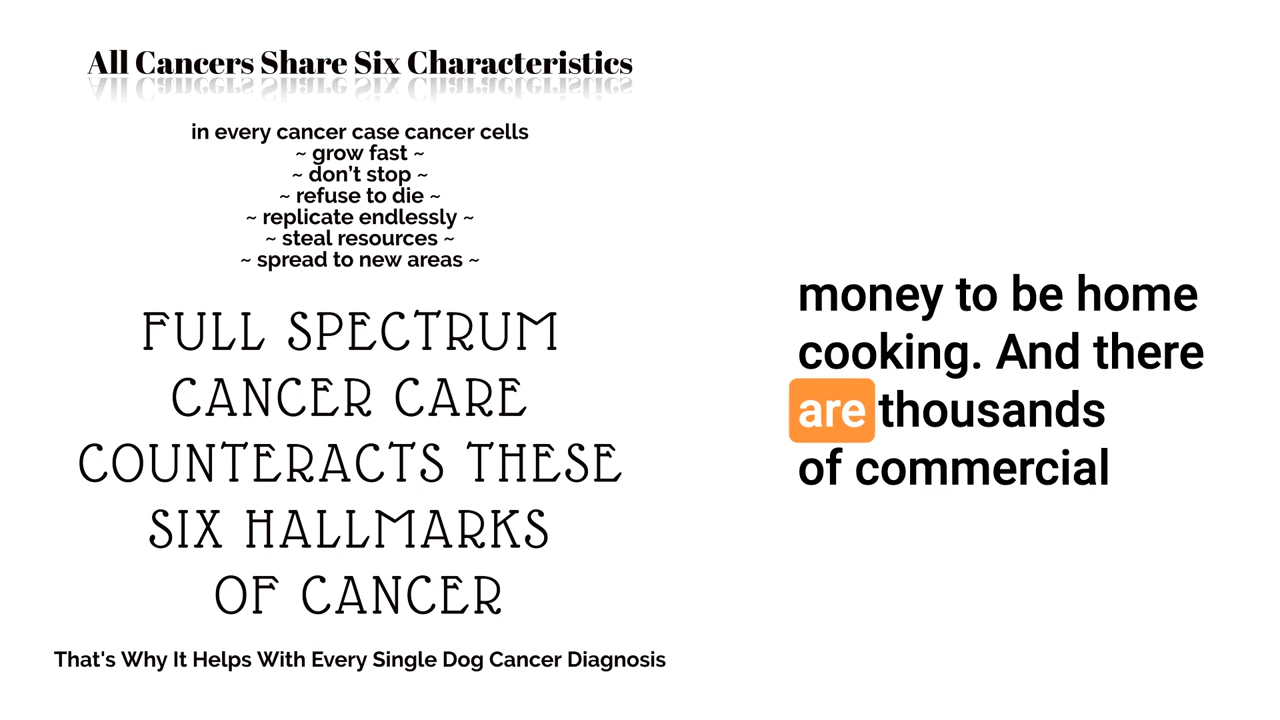 All Cancers Share Six Characteristics
in every cancer case cancer cells
~ grow fast ~
~ don’t stop ~
~ refuse to die ~
~ replicate endlessly ~
~ steal resources ~
~ spread to new areas ~
FULL SPECTRUM
CANCER CARE
COUNTERACTS THESE
SIX HALLMARKS
OF CANCER
That's Why It Helps With Every Single Dog Cancer Diagnosis
money to be home
cooking. And there
are thousands
of commercial